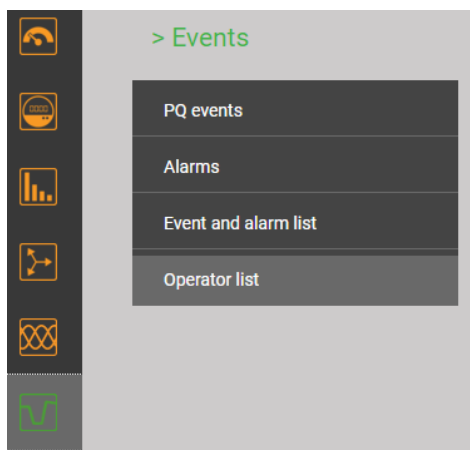 > Events
PQ events
Alarms
Event and alarm list
Operator list